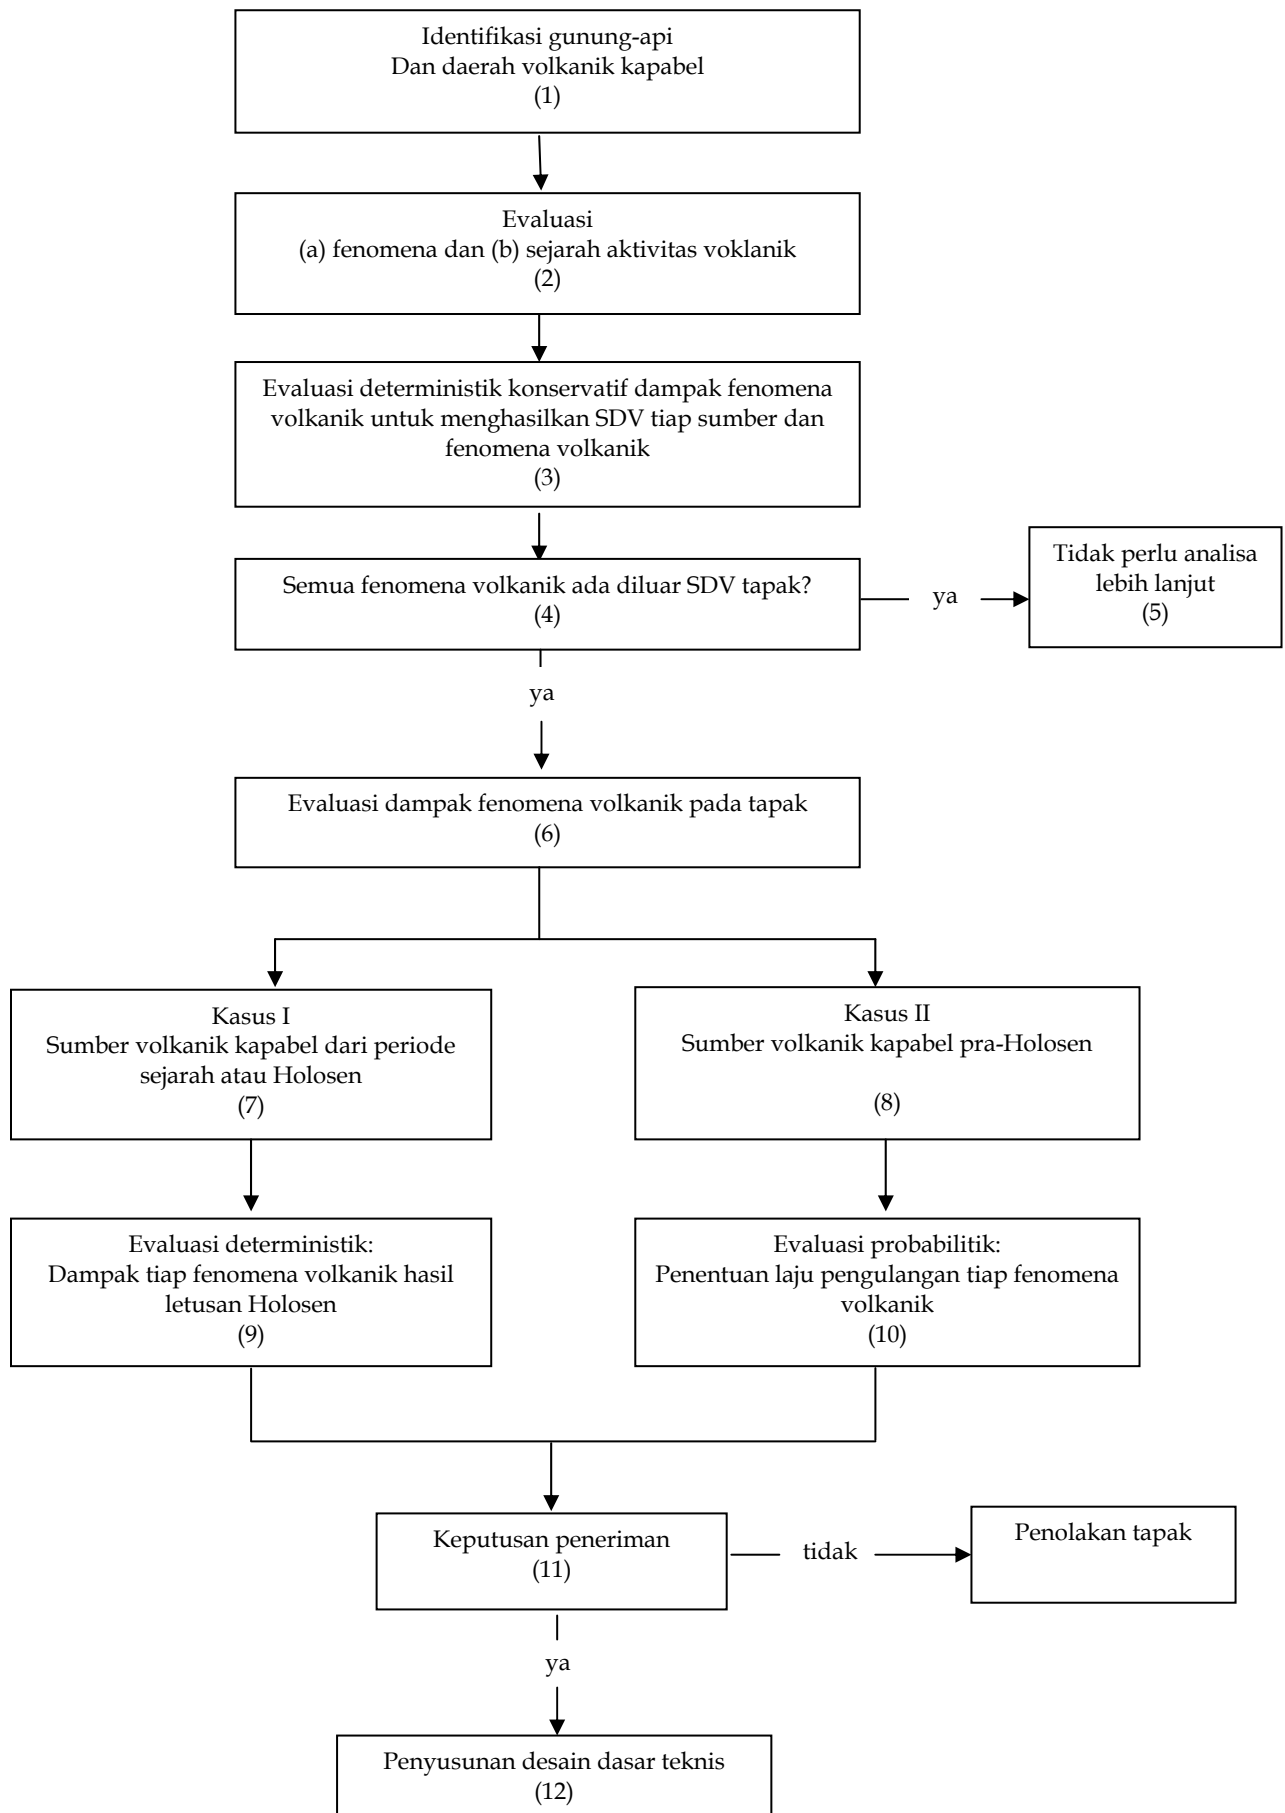 Identifikasi gunung-api
Dan daerah volkanik kapabel
(1)
Evaluasi
(a) fenomena dan (b) sejarah aktivitas voklanik
(2)
Evaluasi deterministik konservatif dampak fenomena
volkanik untuk menghasilkan SDV tiap sumber dan
fenomena volkanik
(3)
Semua fenomena volkanik ada diluar SDV tapak?
(4)
ya
Tidak perlu analisa
lebih lanjut
(5)
ya
Evaluasi dampak fenomena volkanik pada tapak
(6)
Kasus I
Sumber volkanik kapabel dari periode
sejarah atau Holosen
(7)
Kasus II
Sumber volkanik kapabel pra-Holosen
(8)
Evaluasi deterministik:
Dampak tiap fenomena volkanik hasil
letusan Holosen
(9)
Evaluasi probabilitik:
Penentuan laju pengulangan tiap fenomena
volkanik
(10)
Keputusan peneriman
(11)
tidak
Penolakan tapak
ya
Penyusunan desain dasar teknis
(12)